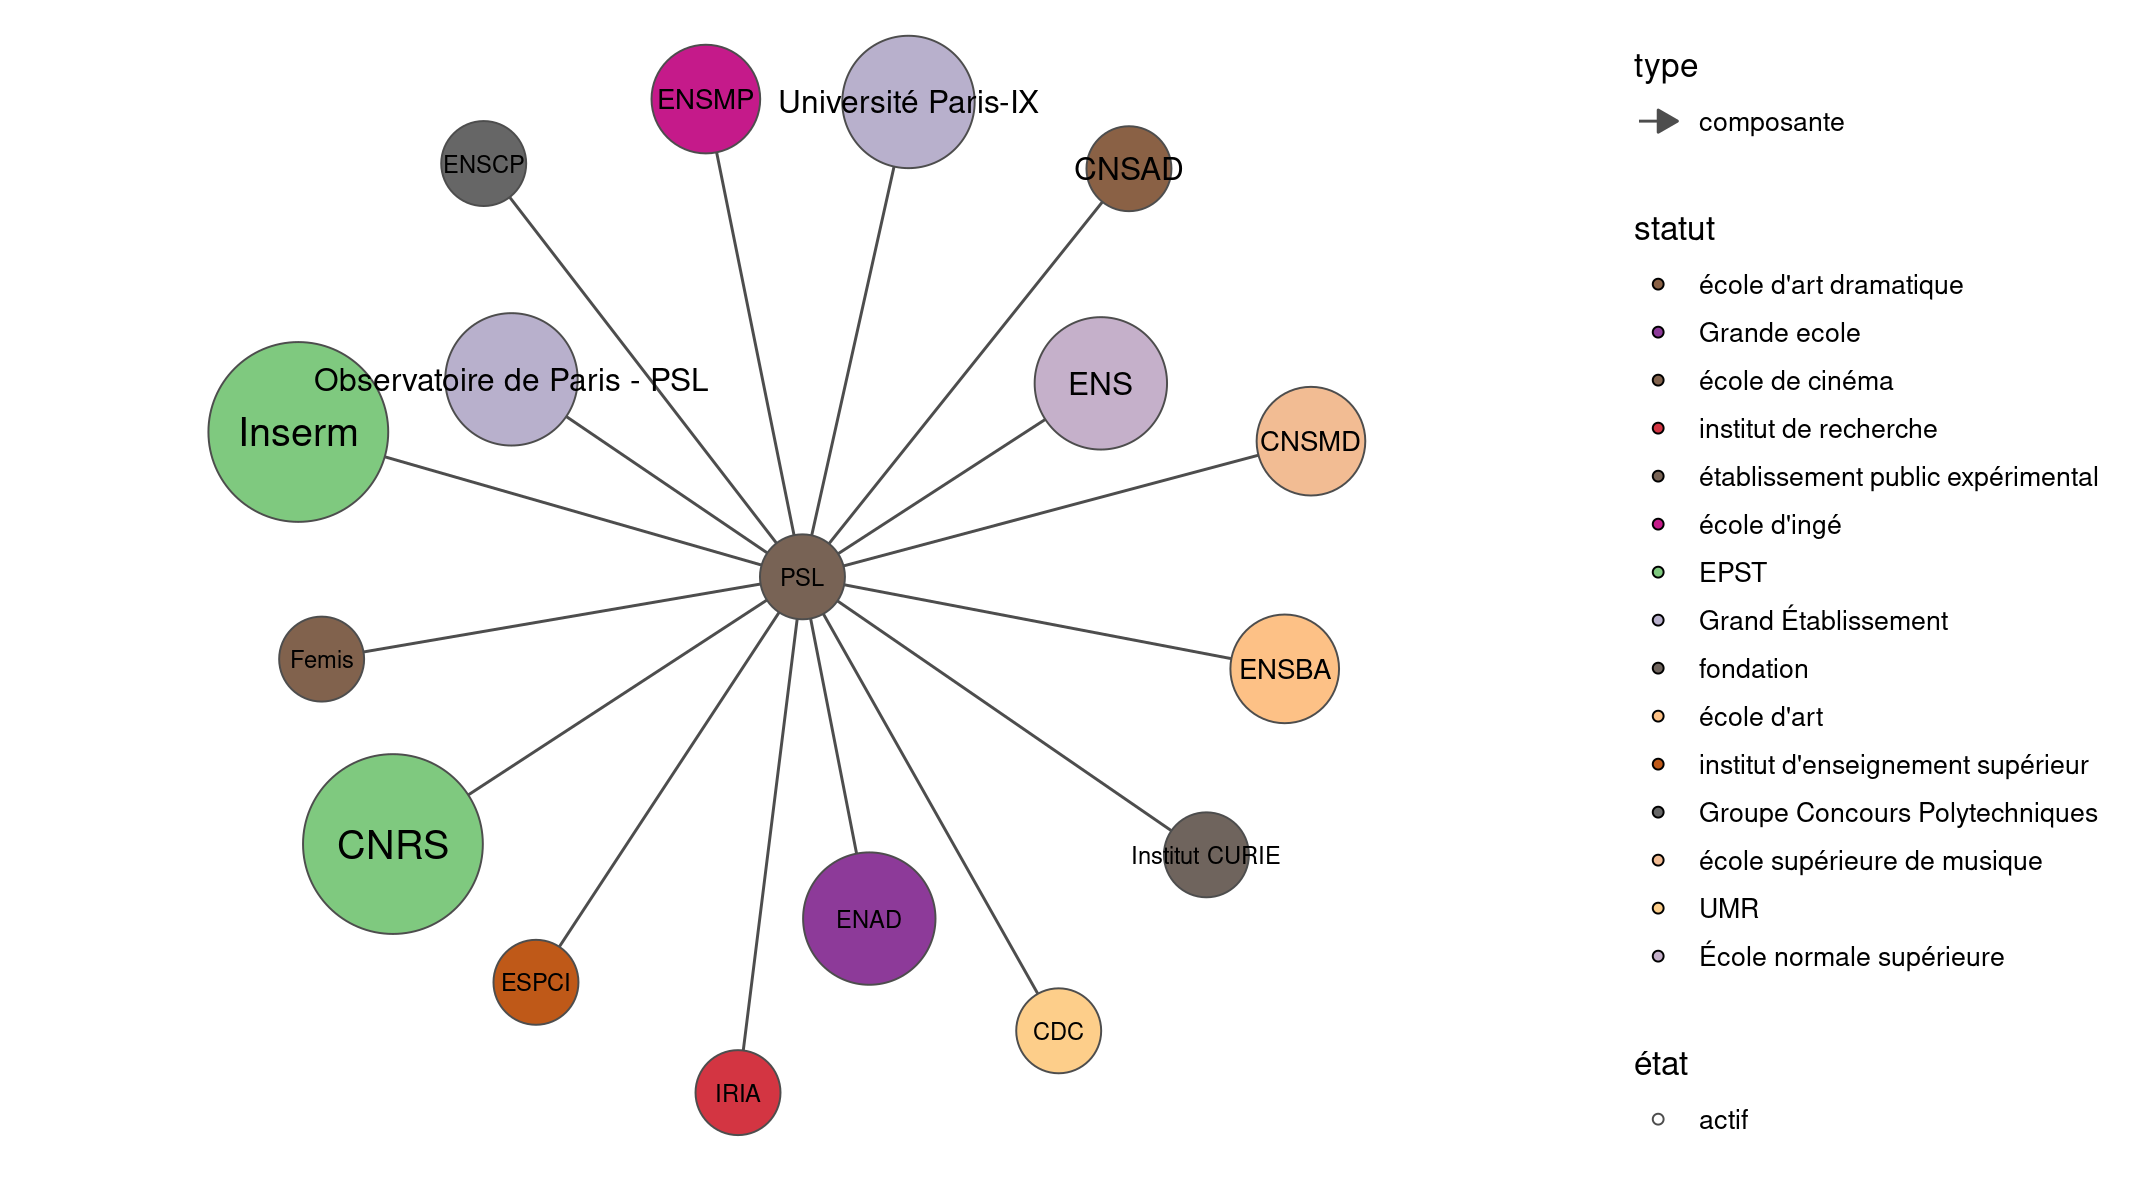 ENSMP
Université Paris-IX
ENSCP
CNSAD
Observatoire de Paris - PSL
ENS
Inserm
CNSMD
PSL
Femis
ENSBA
CNRS
Institut CURIE
ENAD
ESPCI
CDC
IRIA
type
composante
statut
école d'art dramatique
Grande ecole
école de cinéma
institut de recherche
établissement public expérimental
école d'ingé
EPST
Grand Établissement
fondation
école d'art
institut d'enseignement supérieur
Groupe Concours Polytechniques
école supérieure de musique
UMR
École normale supérieure
état
actif